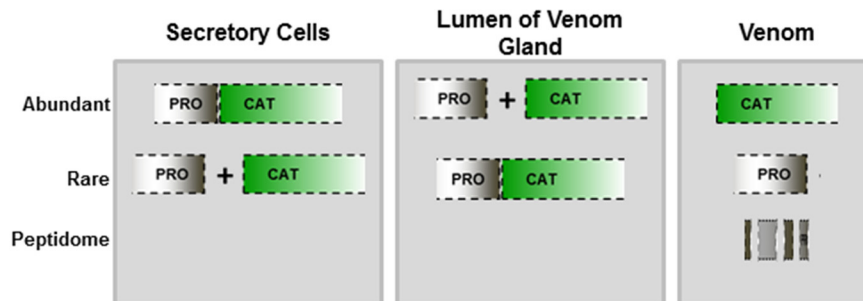 Secretory Cells
Lumen of Venom
Gland
Venom
Abundant
PRO CAT
PRO + CAT
CAT
Rare
PRO + CAT
PRO CAT
PRO
Peptidome